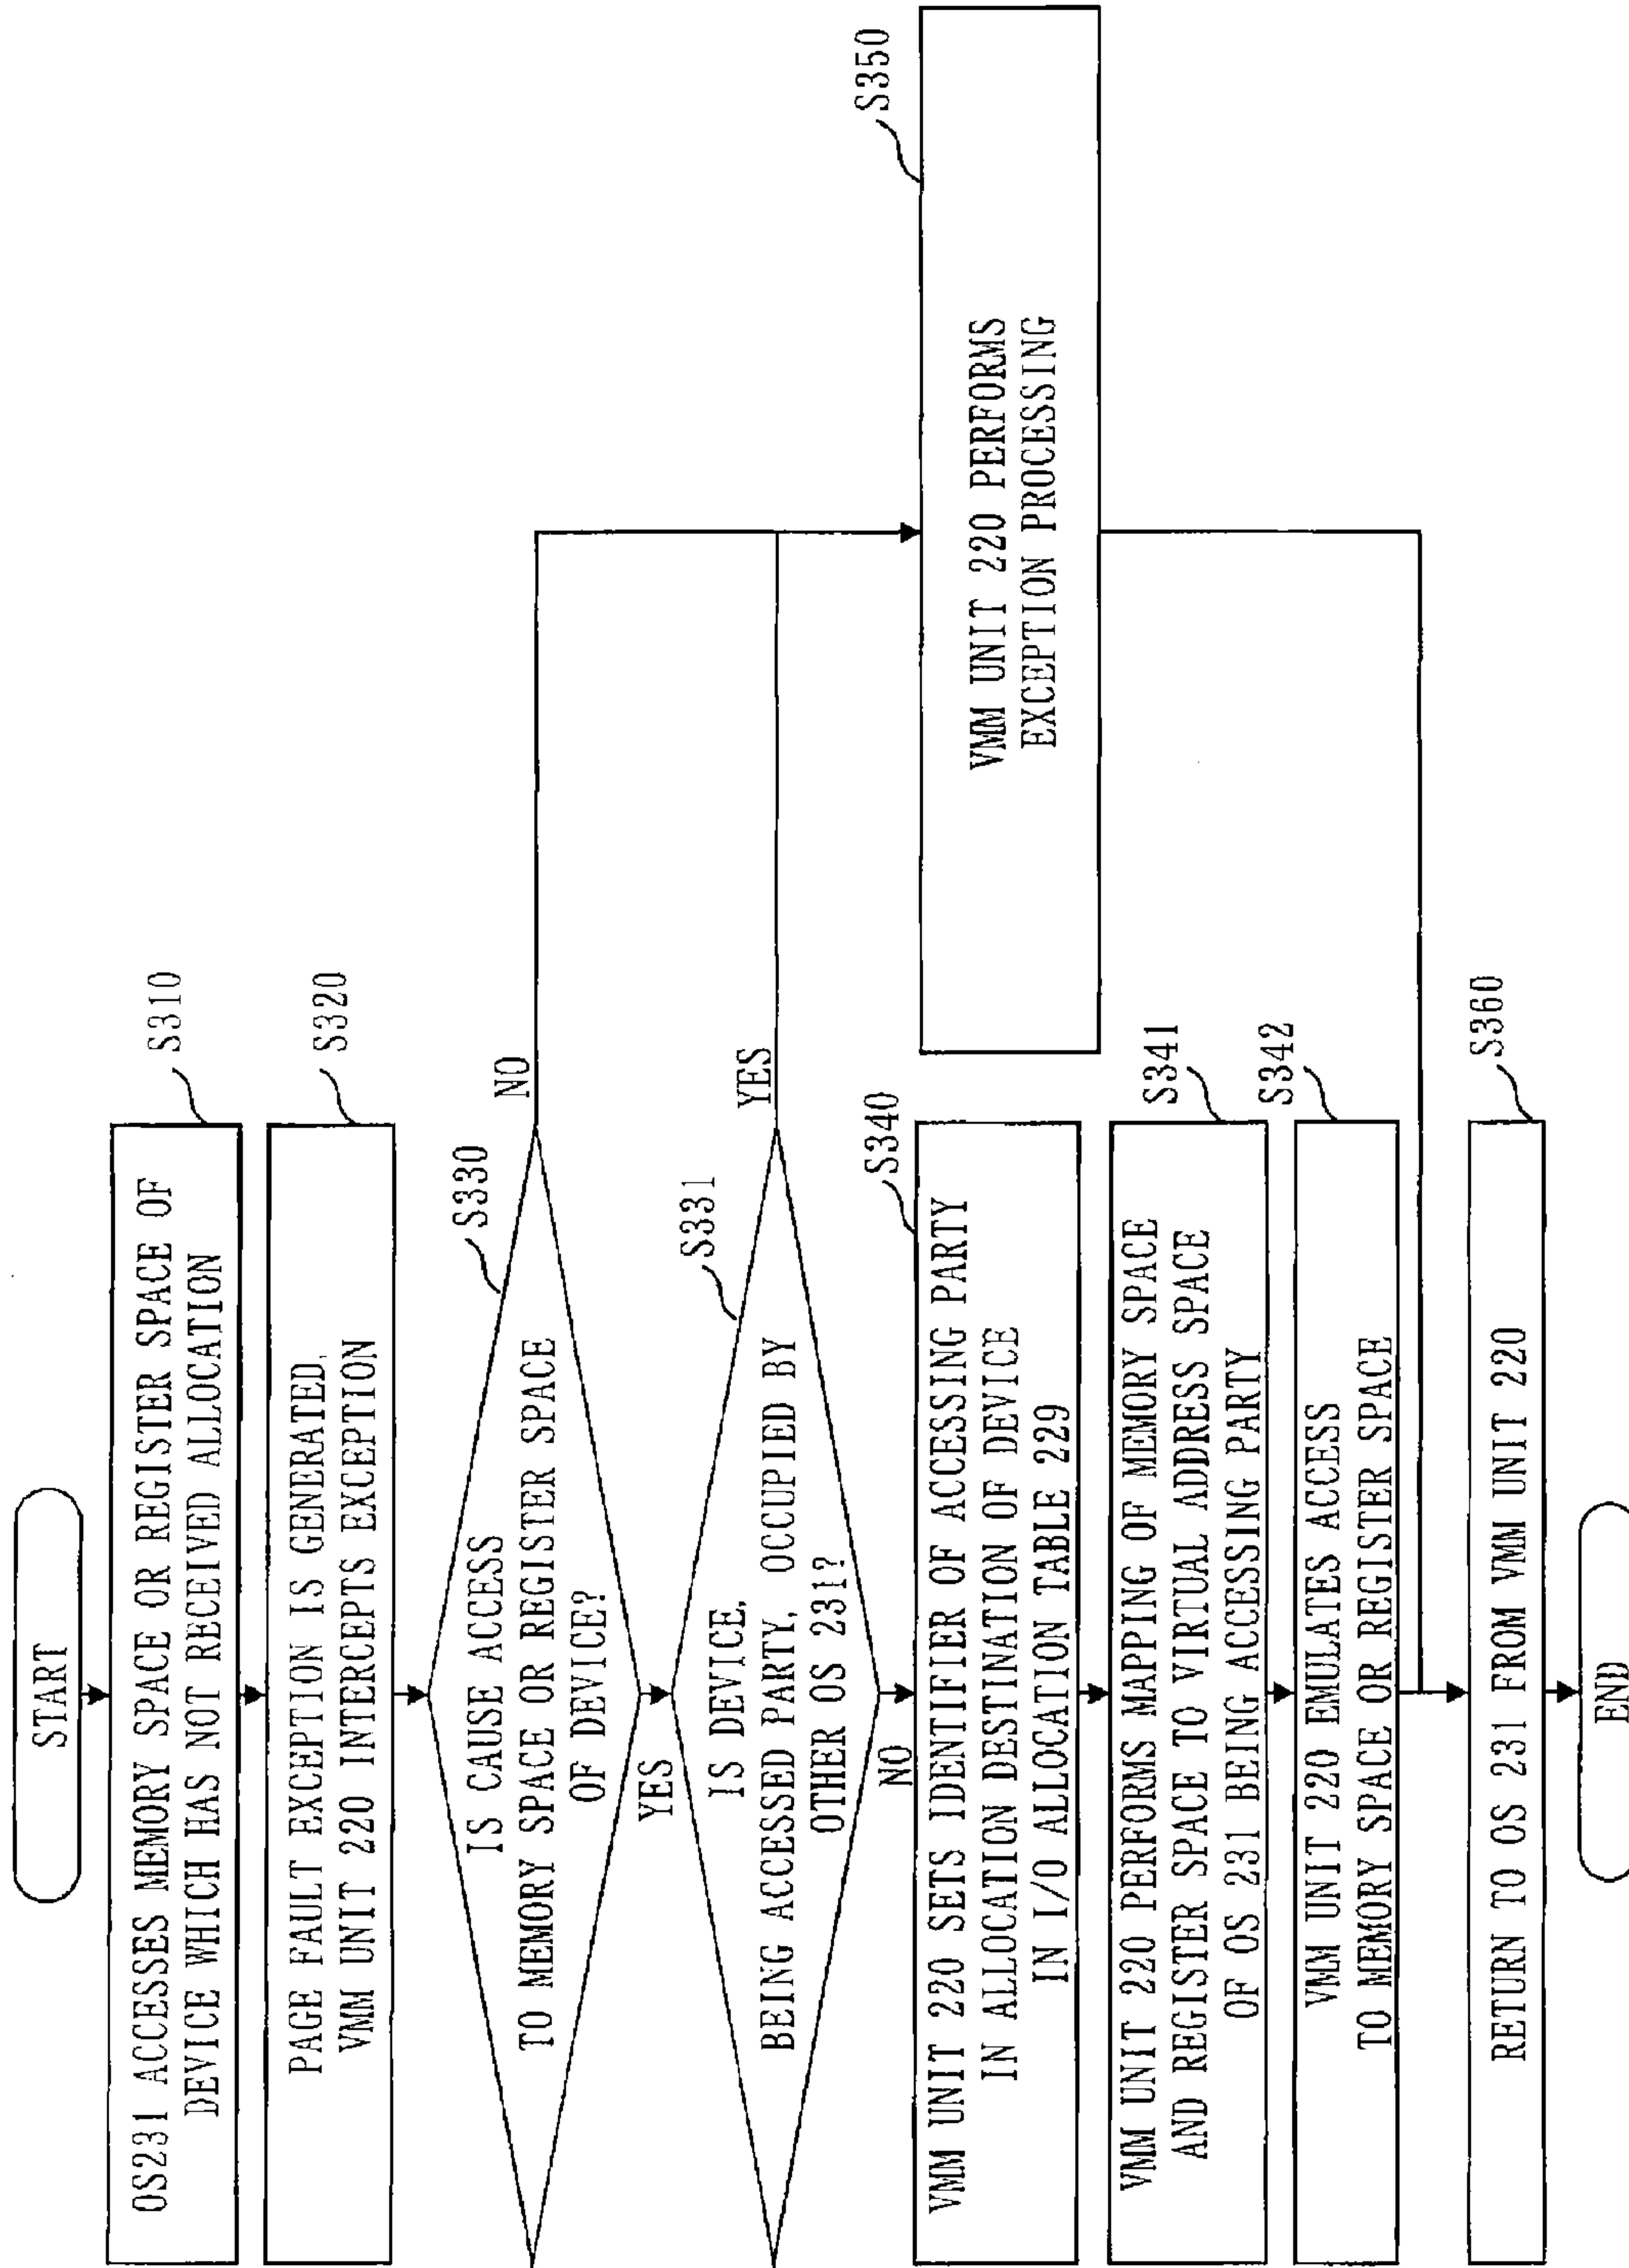 START
OS231 ACCESSES MEMORY SPACE OR REGISTER SPACE OF
DEVICE WHICH HAS NOT RECEIVED ALLOCATION
S310
PAGE FAULT EXCEPTION IS GENERATED,
VMM UNIT 220 INTERCEPTS EXCEPTION
S320
IS CAUSE ACCESS
TO MEMORY SPACE OR REGISTER SPACE
OF DEVICE?
S330
NO
YES
IS DEVICE,
BEING ACCESSED PARTY, OCCUPIED BY
OTHER OS 231?
S331
YES
NO
VMM UNIT 220 SETS IDENTIFIER OF ACCESSING PARTY
IN ALLOCATION DESTINATION OF DEVICE
IN I/O ALLOCATION TABLE 229
S340
VMM UNIT 220 PERFORMS
EXCEPTION PROCESSING
S350
VMM UNIT 220 PERFORMS MAPPING OF MEMORY SPACE
AND REGISTER SPACE TO VIRTUAL ADDRESS SPACE
OF OS 231 BEING ACCESSING PARTY
S341
VMM UNIT 220 EMULATES ACCESS
TO MEMORY SPACE OR REGISTER SPACE
S342
RETURN TO OS 231 FROM VMM UNIT 220
S360
END